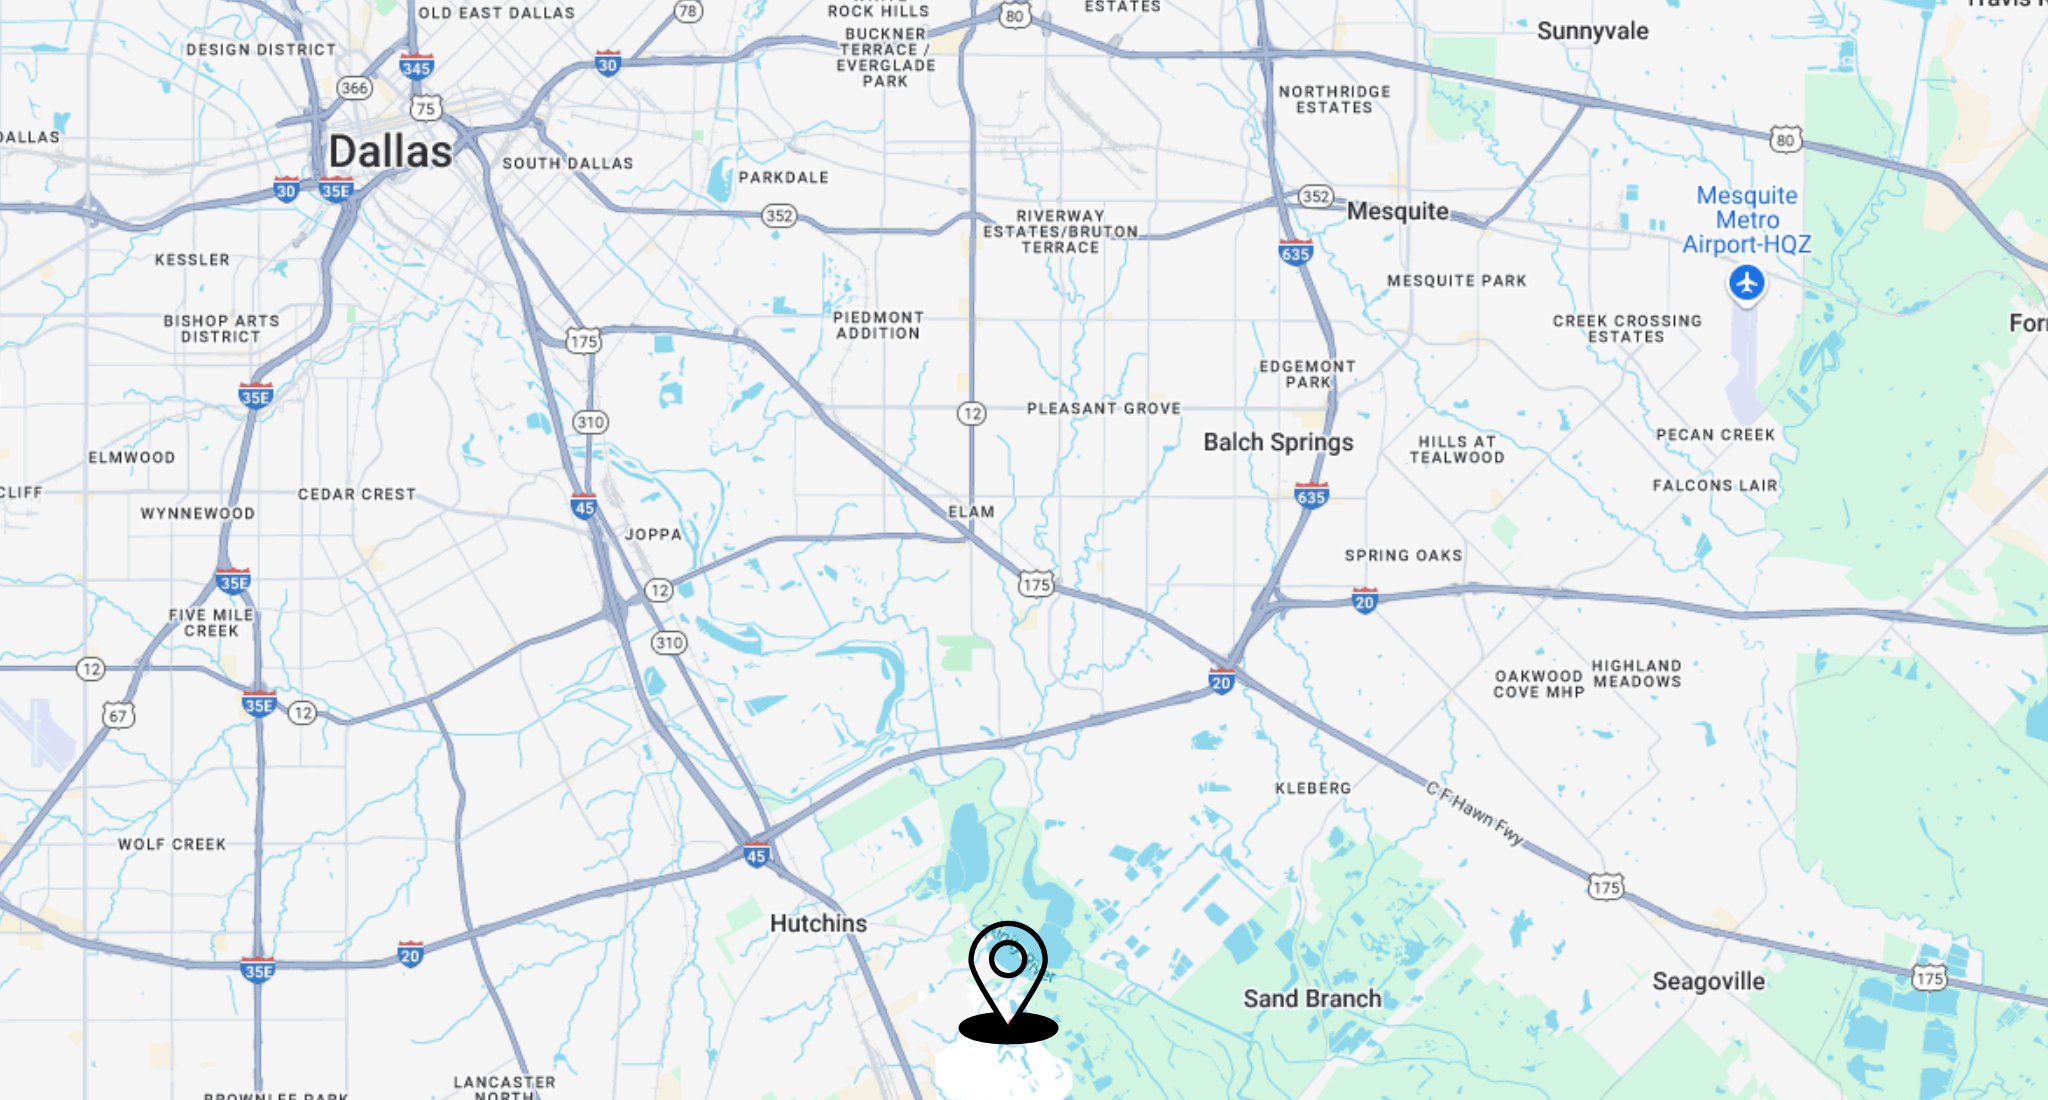 OLD EAST DALLAS
78
ROCK HILLS
80
ESTATES
Sunnyvale
DESIGN DISTRICT
345
30
BUCKNER
TERRACE /
EVERGLADE
PARK
366
75
NORTHRIDGE
ESTATES
DALLAS
Dallas
SOUTH DALLAS
80
30
35E
PARKDALE
352
352
Mesquite
Mesquite
Metro
Airport-HQZ
RIVERWAY
ESTATES/BRUTON
TERRACE
635
KESSLER
MESQUITE PARK
BISHOP ARTS
DISTRICT
175
PIEDMONT
ADDITION
CREEK CROSSING
ESTATES
For
35E
EDGEMONT
PARK
310
12
PLEASANT GROVE
Balch Springs
HILLS AT
TEALWOOD
PECAN CREEK
ELMWOOD
CLIFF
CEDAR CREST
45
635
FALCONS LAIR
WYNNEWOOD
ELAM
JOPPA
SPRING OAKS
35E
12
175
20
FIVE MILE
CREEK
310
12
20
OAKWOOD
COVE MHP
HIGHLAND
MEADOWS
67
35E
12
KLEBERG
C F Hawn Fwy
WOLF CREEK
45
175
Hutchins
35E
20
Sand Branch
Seagoville
175
LANCASTER
NORTH
BROWNLEE PARK